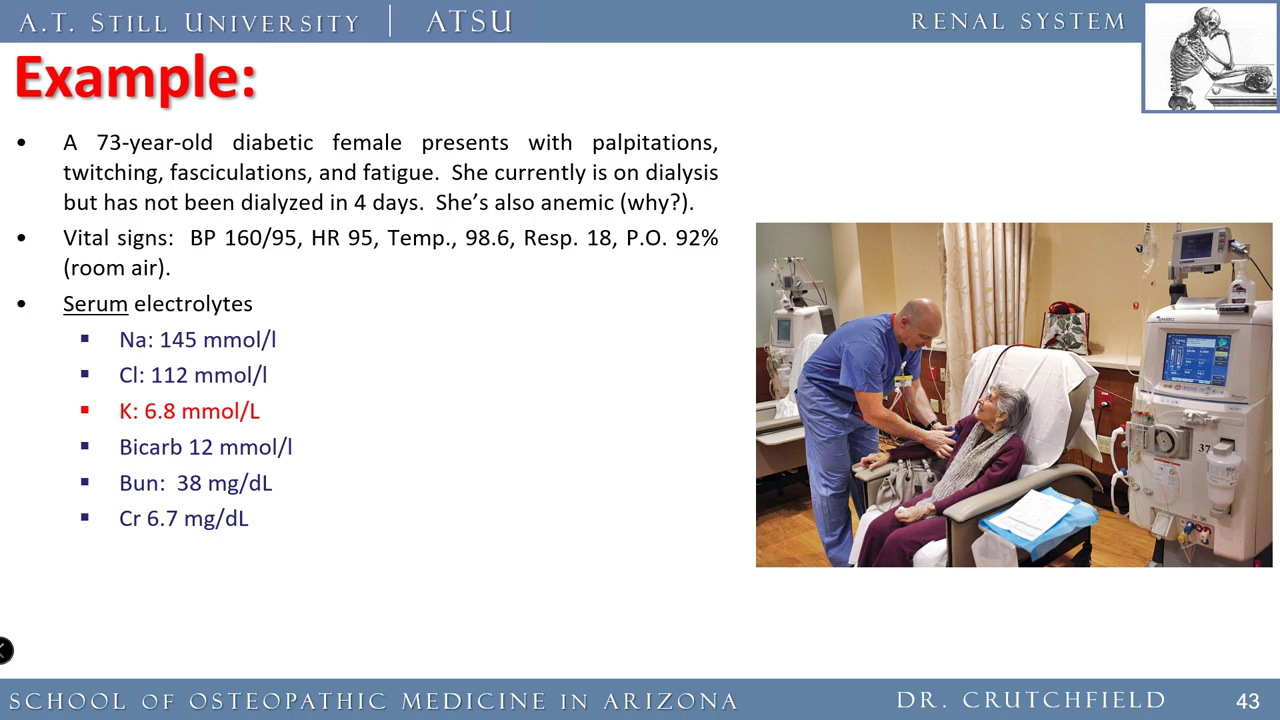 A.T. STILL UNIVERSITY | ATSU
RENAL SYSTEM
Example:
• A 73-year-old diabetic female presents with palpitations,
twitching, fasciculations, and fatigue. She currently is on dialysis
but has not been dialyzed in 4 days. She's also anemic (why?).
• Vital signs: BP 160/95, HR 95, Temp., 98.6, Resp. 18, P.O. 92%
(room air).
• Serum electrolytes
▪ Na: 145 mmol/l
▪ Cl: 112 mmol/l
▪ K: 6.8 mmol/L
▪ Bicarb 12 mmol/l
▪ Bun: 38 mg/dL
▪ Cr 6.7 mg/dL
37
SCHOOL OF OSTEOPATHIC MEDICINE IN ARIZONA
DR. CRUTCHFIELD
43